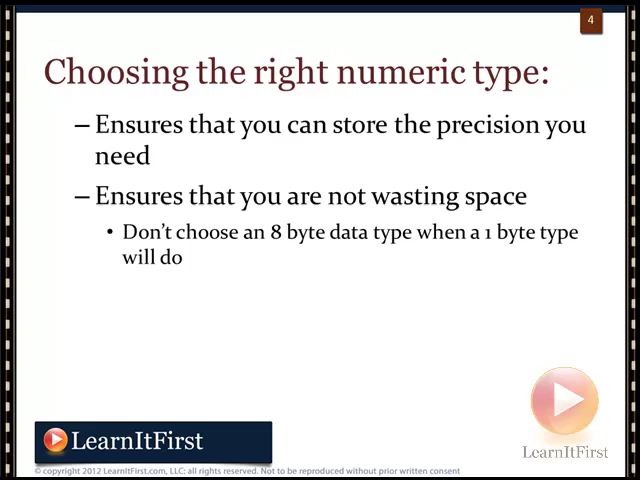 4
Choosing the right numeric type:
– Ensures that you can store the precision you
need
– Ensures that you are not wasting space
• Don't choose an 8 byte data type when a 1 byte type
will do
LearnItFirst
LearnItFirst
© copyright 2012 LearnItFirst.com, LLC; all rights reserved. Not to be reproduced without prior written consent